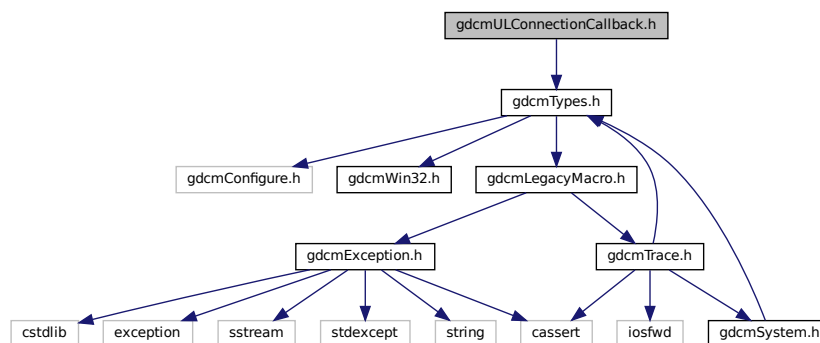 gdcmULConnectionCallback.h
gdcmTypes.h
gdcmConfigure.h
gdcmWin32.h
gdcmLegacyMacro.h
gdcmException.h
gdcmTrace.h
cstdlib
exception
sstream
stdexcept
string
cassert
iosfwd
gdcmSystem.h